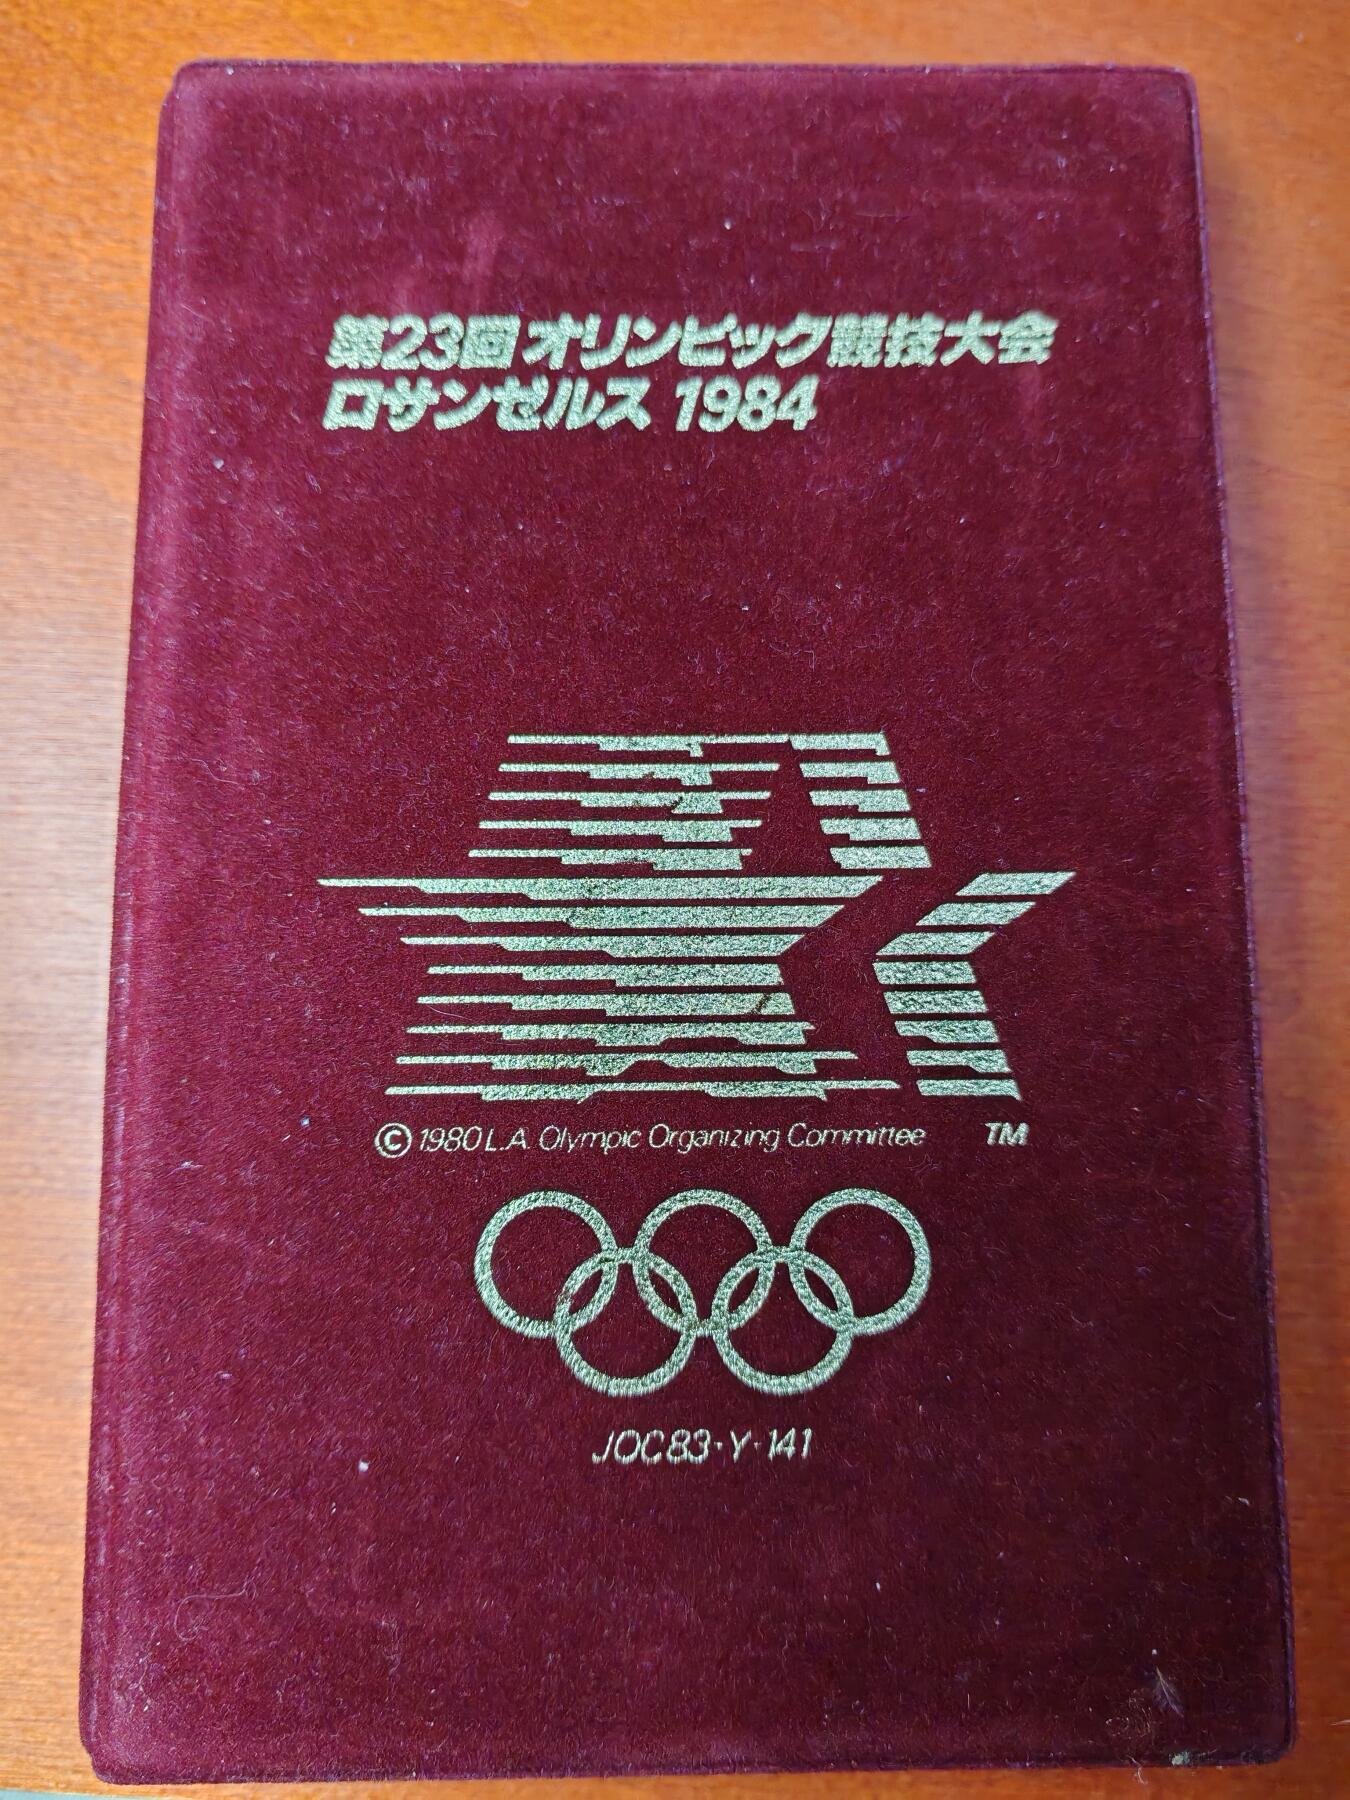 第23回オリンピック競技大会
ロサンゼルス 1984
© 1980 L.A. Olympic Organizing Committee TM
JOC83・Y・141